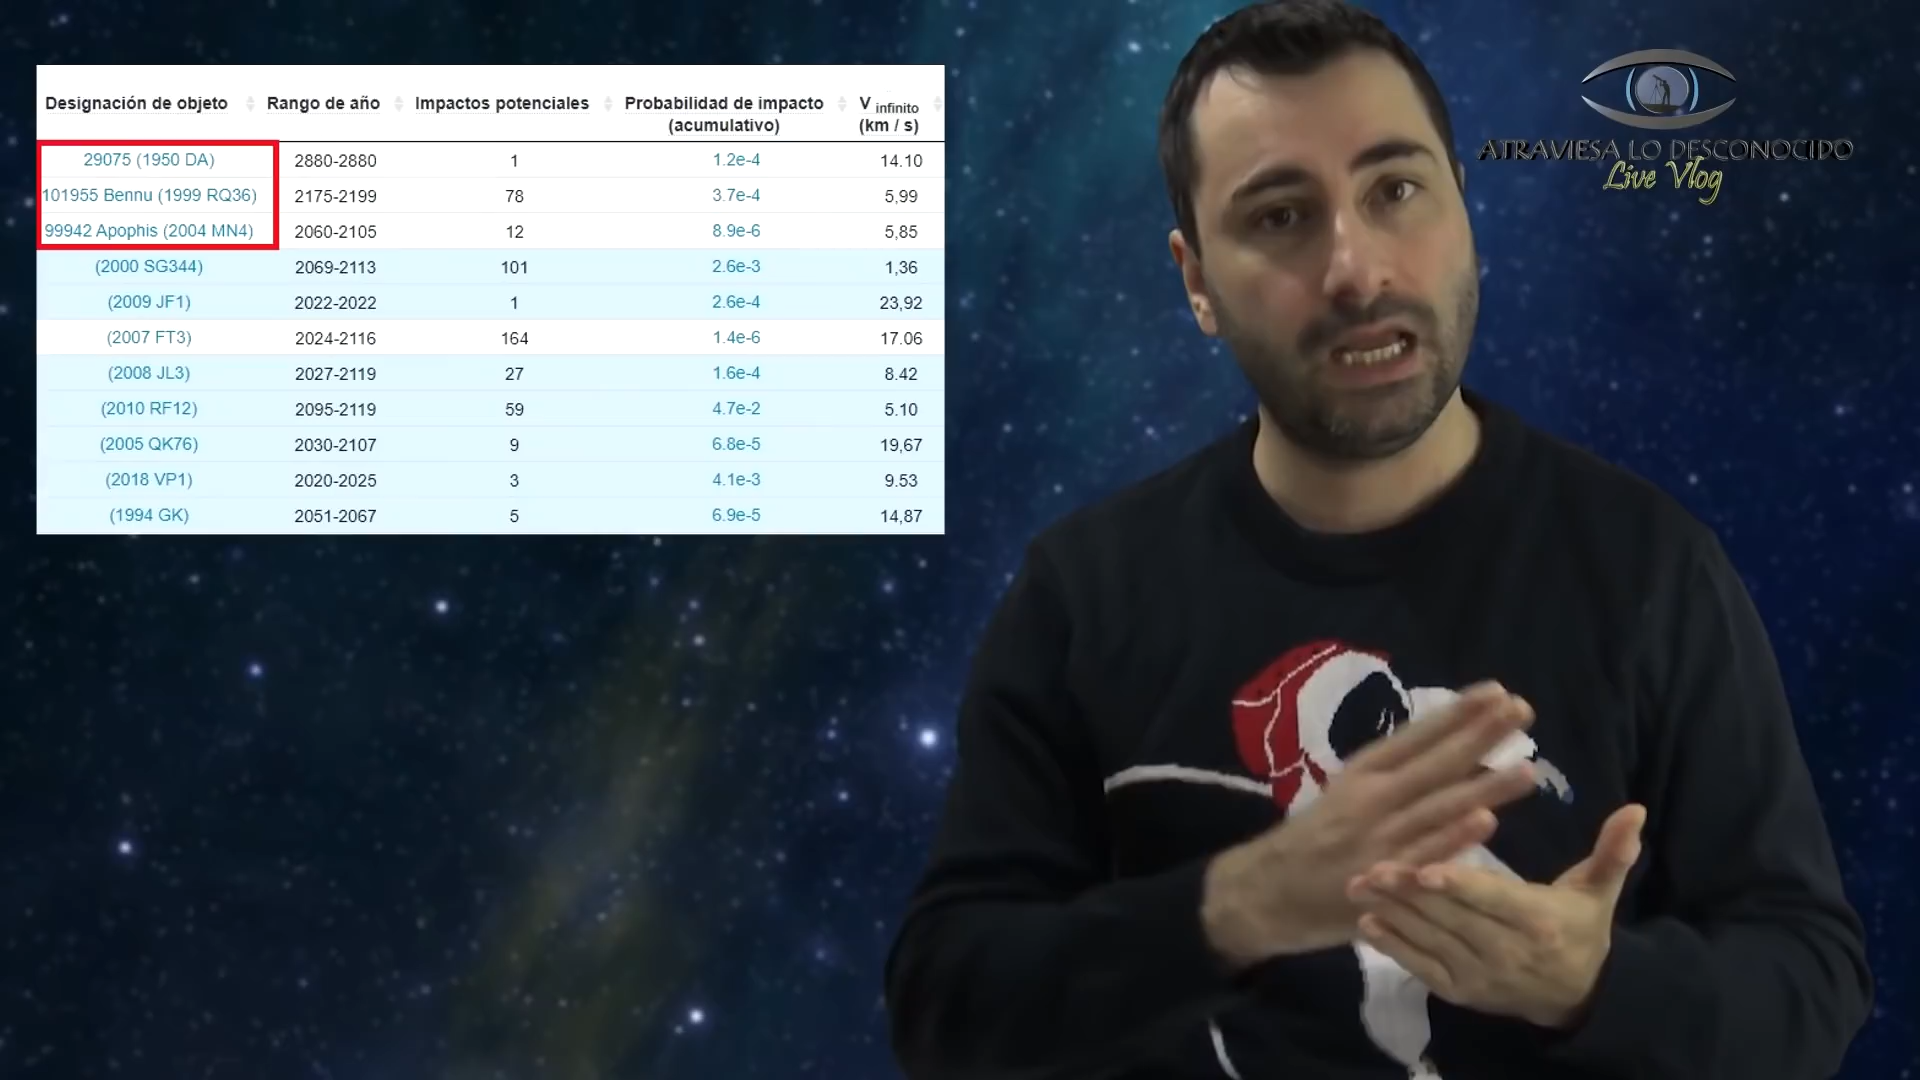 Designación de objeto Rango de año Impactos potenciales Probabilidad de impacto (acumulativo) V infinito (km / s)
29075 (1950 DA) 2880-2880 1 1.2e-4 14.10
101955 Bennu (1999 RQ36) 2175-2199 78 3.7e-4 5,99
99942 Apophis (2004 MN4) 2060-2105 12 8.9e-6 5,85
(2000 SG344) 2069-2113 101 2.6e-3 1,36
(2009 JF1) 2022-2022 1 2.6e-4 23,92
(2007 FT3) 2024-2116 164 1.4e-6 17.06
(2008 JL3) 2027-2119 27 1.6e-4 8.42
(2010 RF12) 2095-2119 59 4.7e-2 5.10
(2005 QK76) 2030-2107 9 6.8e-5 19,67
(2018 VP1) 2020-2025 3 4.1e-3 9.53
(1994 GK) 2051-2067 5 6.9e-5 14,87
ATRAVIESA LO DESCONOCIDO
Live Vlog